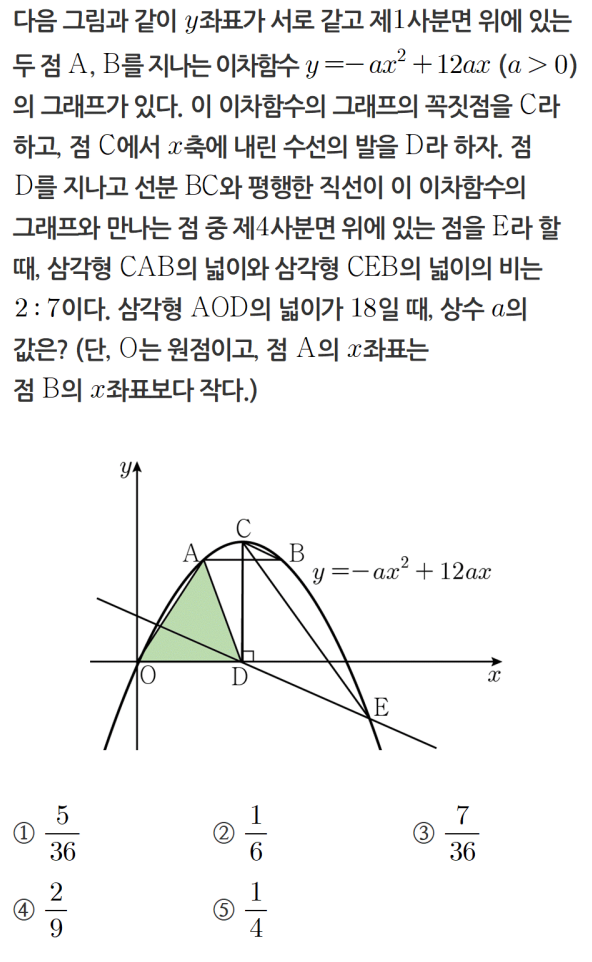 다음 그림과 같이 y좌표가 서로 같고 제1사분면 위에 있는
두 점 A, B를 지나는 이차함수 y=-ax²+12ax (a>0)
의 그래프가 있다. 이 이차함수의 그래프의 꼭짓점을 C라
하고, 점 C에서 x축에 내린 수선의 발을 D라 하자. 점
D를 지나고 선분 BC와 평행한 직선이 이 이차함수의
그래프와 만나는 점 중 제4사분면 위에 있는 점을 E라 할
때, 삼각형 CAB의 넓이와 삼각형 CEB의 넓이의 비는
2 : 7이다. 삼각형 AOD의 넓이가 18일 때, 상수 a의
값은? (단, O는 원점이고, 점 A의 x좌표는
점 B의 x좌표보다 작다.)
y
C
A
B
y=-ax²+12ax
O
D
x
E
① 5/36 ② 1/6 ③ 7/36
④ 2/9 ⑤ 1/4